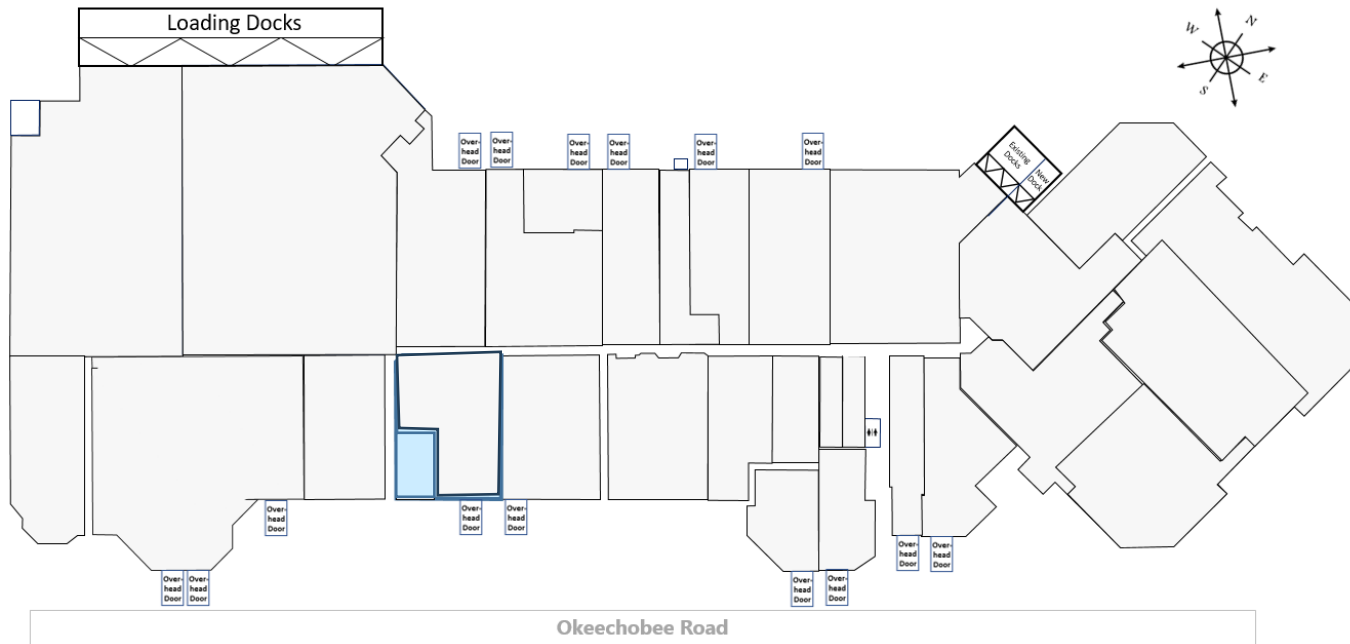 Loading Docks
N
W
E
S
Over-
head
Door
Over-
head
Door
Over-
head
Door
Over-
head
Door
Over-
head
Door
Over-
head
Door
Existing
Docks
New
Dock
Over-
head
Door
Over-
head
Door
Over-
head
Door
Over-
head
Door
Over-
head
Door
Over-
head
Door
Over-
head
Door
Over-
head
Door
Over-
head
Door
Okeechobee Road